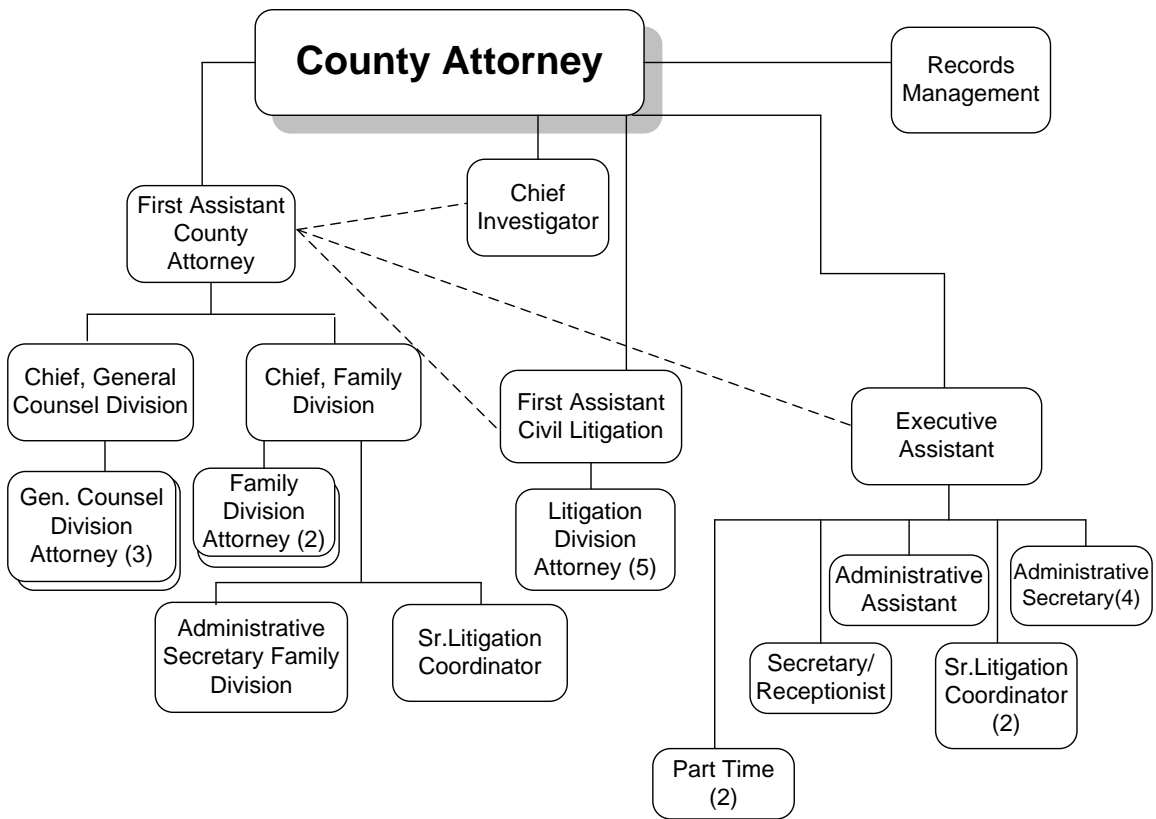 County Attorney
Records
Management
Chief
Investigator
First Assistant
County
Attorney
Chief, General
Counsel Division
Chief, Family
Division
First Assistant
Civil Litigation
Executive
Assistant
Gen. Counsel
Division
Attorney (3)
Family
Division
Attorney (2)
Litigation
Division
Attorney (5)
Administrative
Assistant
Administrative
Secretary(4)
Administrative
Secretary Family
Division
Sr.Litigation
Coordinator
Secretary/
Receptionist
Sr.Litigation
Coordinator
(2)
Part Time
(2)